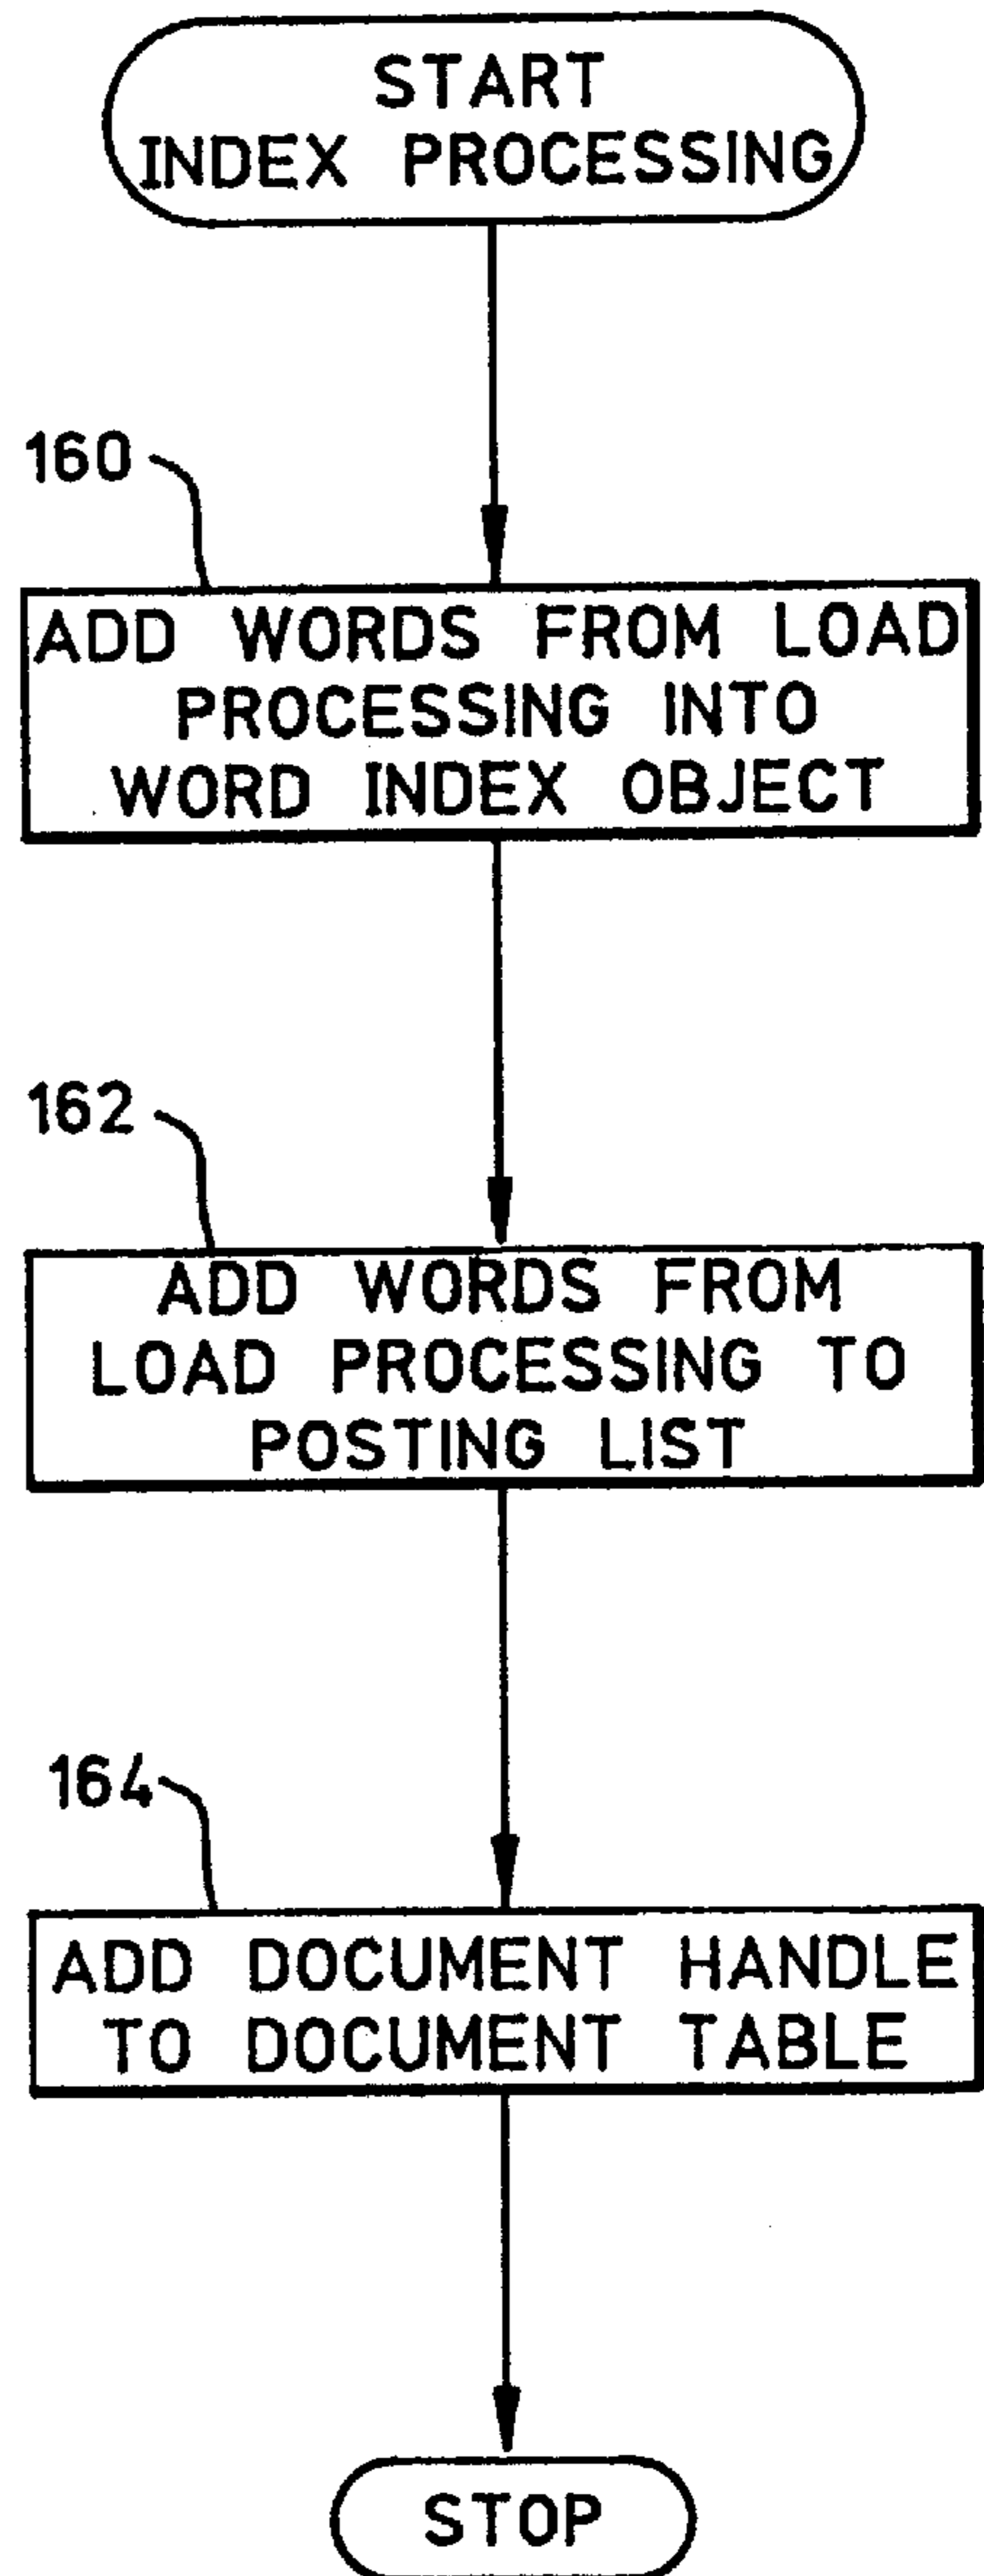 START
INDEX PROCESSING
160
ADD WORDS FROM LOAD
PROCESSING INTO
WORD INDEX OBJECT
162
ADD WORDS FROM
LOAD PROCESSING TO
POSTING LIST
164
ADD DOCUMENT HANDLE
TO DOCUMENT TABLE
STOP